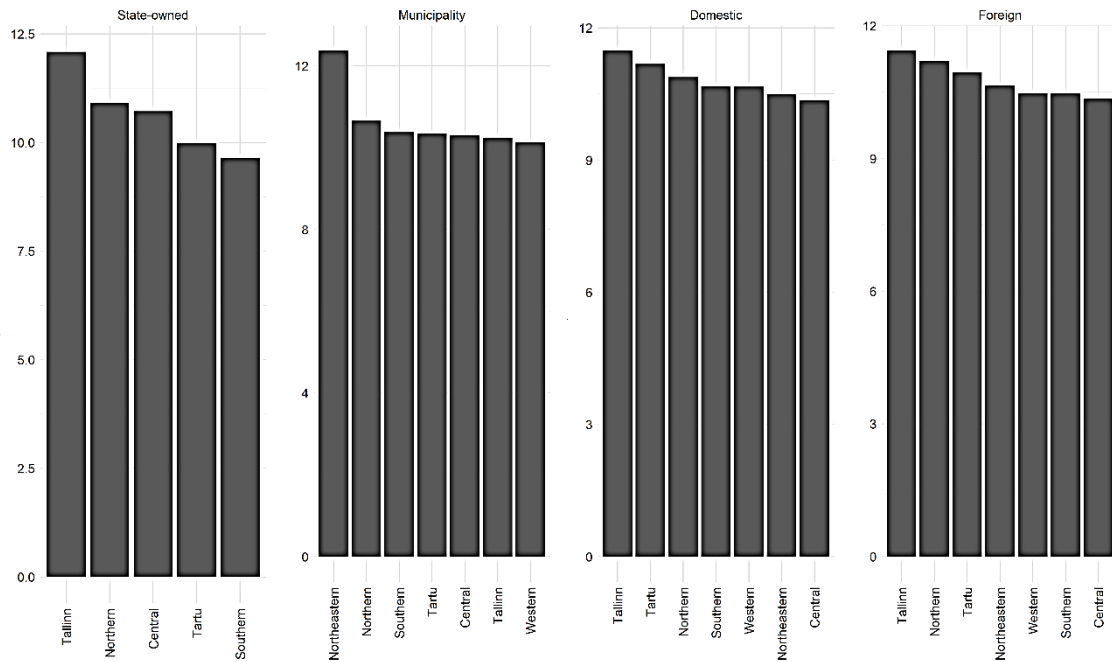 State-owned
12.5
10.0
7.5
5.0
2.5
0.0
Tallinn
Northern
Central
Tartu
Southern
Municipality
12
8
4
0
Northeastern
Northern
Southern
Tartu
Central
Tallinn
Western
Domestic
12
9
6
3
0
Tallinn
Tartu
Northern
Southern
Western
Northeastern
Central
Foreign
12
9
6
3
0
Tallinn
Northern
Tartu
Northeastern
Western
Southern
Central